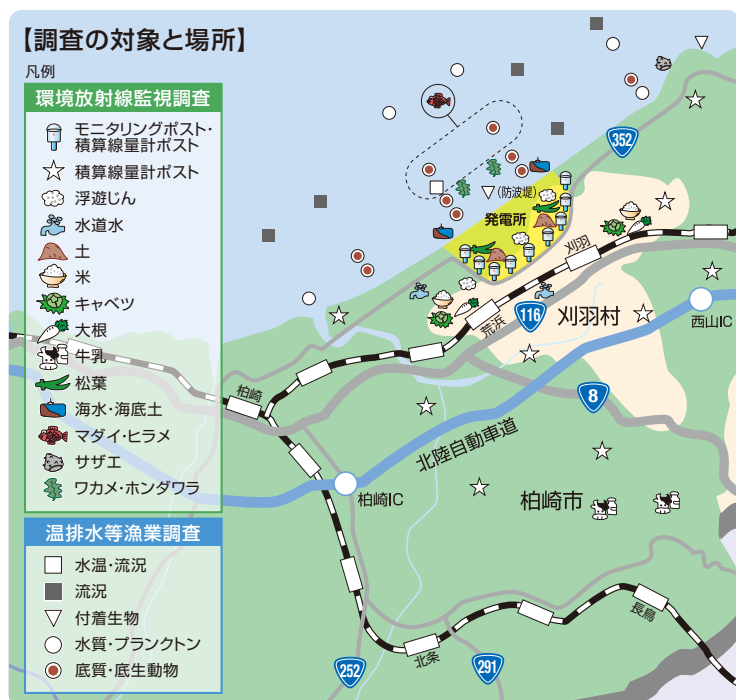 【調査の対象と場所】
凡例
環境放射線監視調査
モニタリングポスト・
積算線量計ポスト
積算線量計ポスト
浮遊じん
水道水
土
米
キャベツ
大根
牛乳
松葉
海水・海底土
マダイ・ヒラメ
サザエ
ワカメ・ホンダワラ
温排水等漁業調査
水温・流況
流況
付着生物
水質・プランクトン
底質・底生動物
352
(防波堤)
発電所
刈羽
荒浜
116
刈羽村
西山IC
柏崎
8
北陸自動車道
柏崎IC
柏崎市
長鳥
北条
252
291